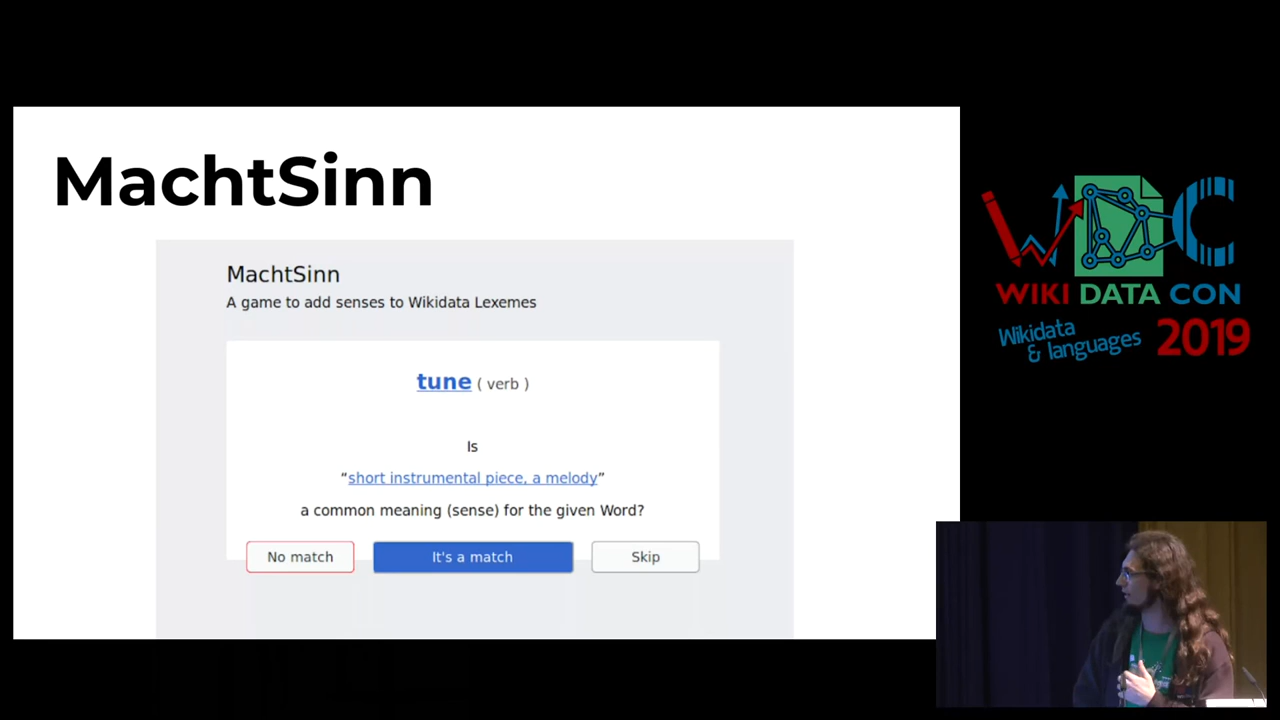 MachtSinn
MachtSinn
A game to add senses to Wikidata Lexemes
tune ( verb )
Is
“short instrumental piece, a melody”
a common meaning (sense) for the given Word?
No match It's a match Skip
WDC
WIKI DATA CON
Wikidata
& languages 2019